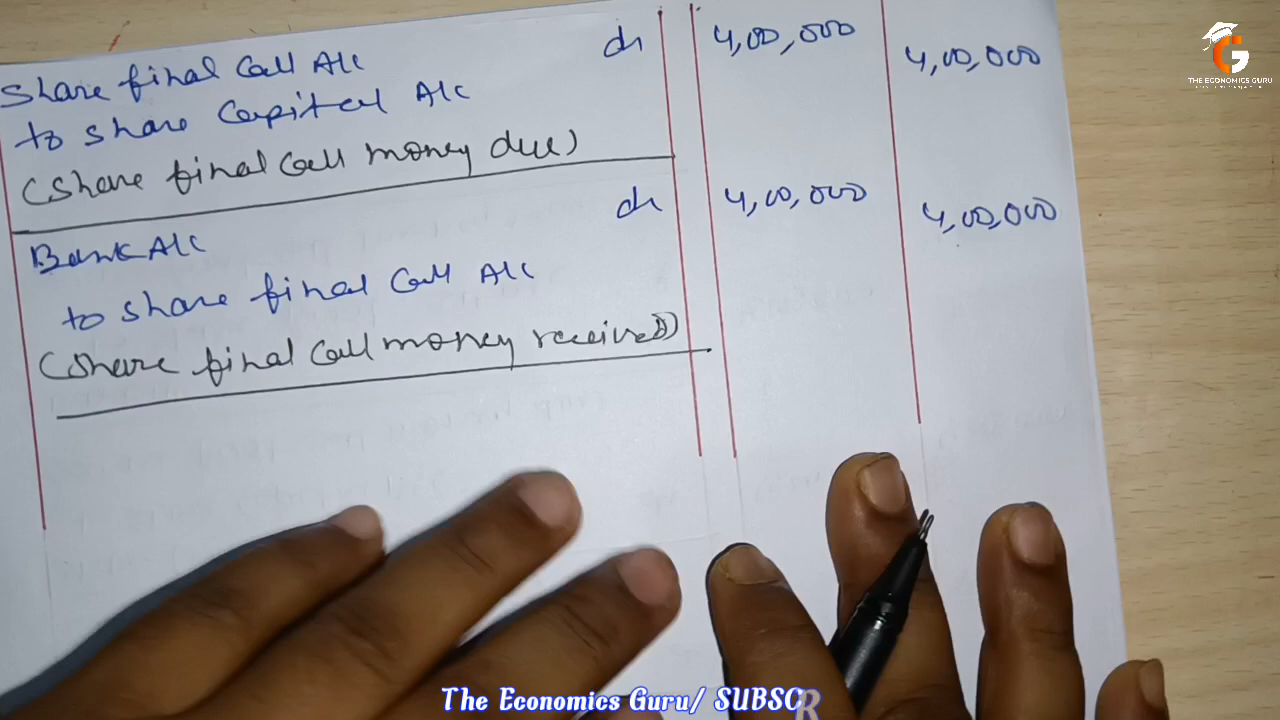 Share final Call A/c dr 4,00,000
to Share Capital A/c 4,00,000
(Share final Call money due)
Bank A/c dr 4,00,000
to Share final Call A/c 4,00,000
(Share final Call money received)
G
THE ECONOMICS GURU
The Economics Guru/ SUBSCR